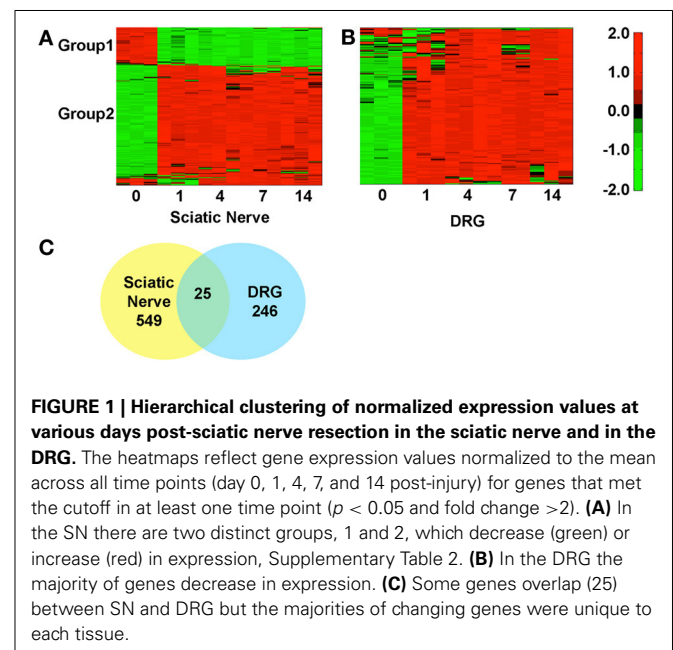 A
B
Group1
Group2
2.0
1.0
0.0
-1.0
-2.0
0 1 4 7 14
Sciatic Nerve
0 1 4 7 14
DRG
C
Sciatic
Nerve
549
25
DRG
246
FIGURE 1 | Hierarchical clustering of normalized expression values at
various days post-sciatic nerve resection in the sciatic nerve and in the
DRG. The heatmaps reflect gene expression values normalized to the mean
across all time points (day 0, 1, 4, 7, and 14 post-injury) for genes that met
the cutoff in at least one time point (p < 0.05 and fold change >2). (A) In
the SN there are two distinct groups, 1 and 2, which decrease (green) or
increase (red) in expression, Supplementary Table 2. (B) In the DRG the
majority of genes decrease in expression. (C) Some genes overlap (25)
between SN and DRG but the majorities of changing genes were unique to
each tissue.